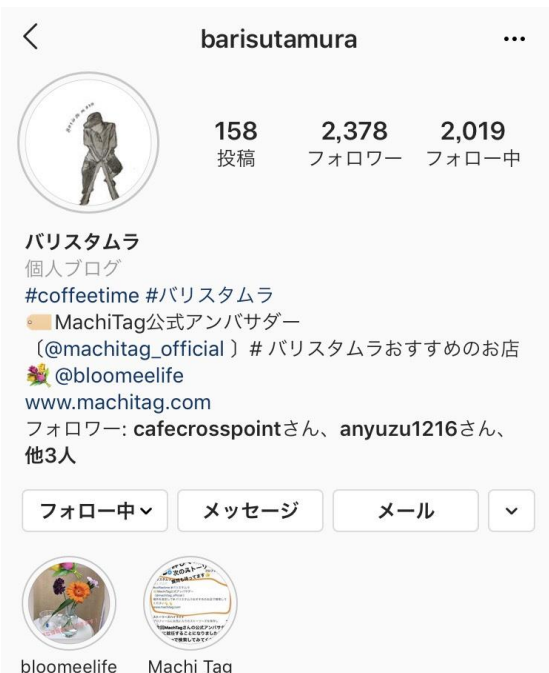 barisutamura
158
2,378
2,019
投稿
フォロワー
フォロー中
バリスタムラ
個人ブログ
#coffeetime #バリスタムラ
MachiTag公式アンバサダー
〔@machitag_official 〕# バリスタムラおすすめのお店
@bloomeelife
www.machitag.com
フォロワー: cafecrosspointさん、anyuzu1216さん、
他3人
フォロー中
メッセージ
メール
次のストーリ
bloomeelife
Machi Tag